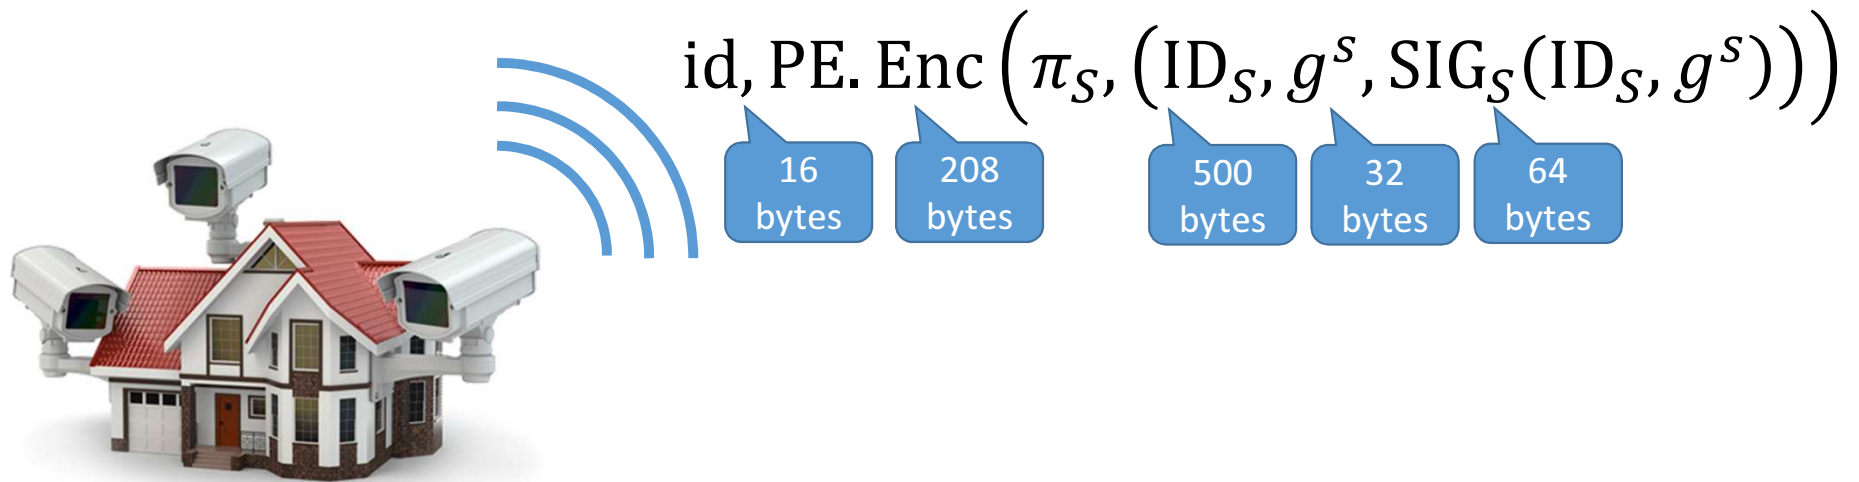 id, PE. Enc(π_S, (ID_S, g^s, SIG_S(ID_S, g^s)))
16 bytes
208 bytes
500 bytes
32 bytes
64 bytes